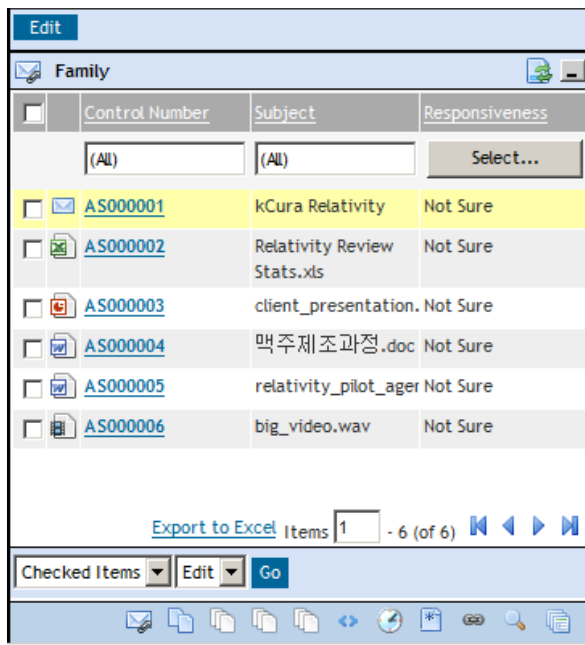 Edit
Family
Control Number Subject Responsiveness
(All) (All) Select...
AS000001 kCura Relativity Not Sure
AS000002 Relativity Review Not Sure
Stats.xls
AS000003 client_presentation. Not Sure
AS000004 맥주제조과정.doc Not Sure
AS000005 relativity_pilot_ager Not Sure
AS000006 big_video.wav Not Sure
Export to Excel Items 1 - 6 (of 6)
Checked Items Edit Go